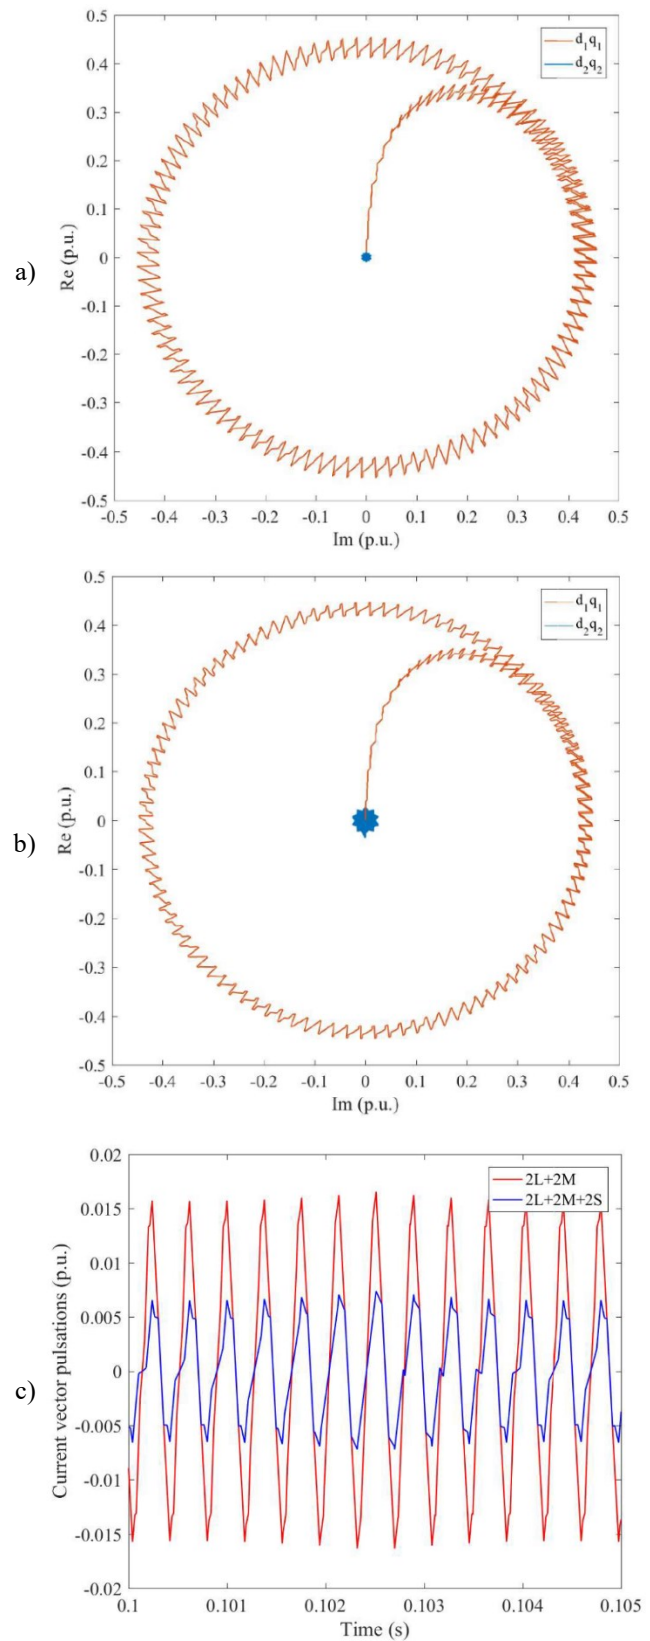 a)
Re (p.u.)
0.5
0.4
0.3
0.2
0.1
0
-0.1
-0.2
-0.3
-0.4
-0.5
d1q1
d2q2
-0.5 -0.4 -0.3 -0.2 -0.1 0 0.1 0.2 0.3 0.4 0.5
Im (p.u.)
b)
Re (p.u.)
0.5
0.4
0.3
0.2
0.1
0
-0.1
-0.2
-0.3
-0.4
-0.5
d1q1
d2q2
-0.5 -0.4 -0.3 -0.2 -0.1 0 0.1 0.2 0.3 0.4 0.5
Im (p.u.)
c)
Current vector pulsations (p.u.)
0.02
0.015
0.01
0.005
0
-0.005
-0.01
-0.015
-0.02
2L+2M
2L+2M+2S
0.1 0.101 0.102 0.103 0.104 0.105
Time (s)